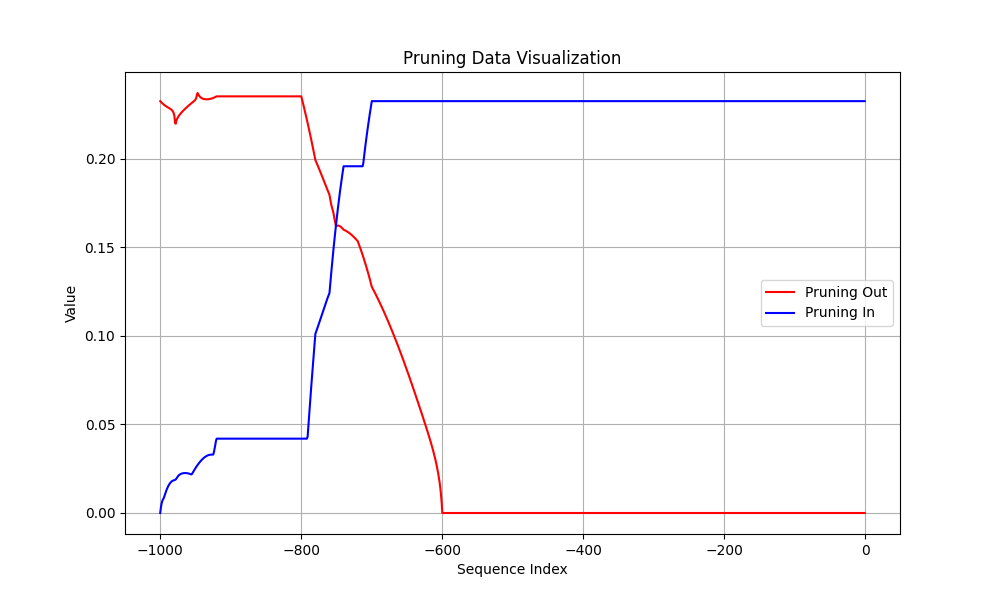 Pruning Data Visualization
Value
0.20
0.15
0.10
0.05
0.00
Pruning Out
Pruning In
−1000 −800 −600 −400 −200 0
Sequence Index